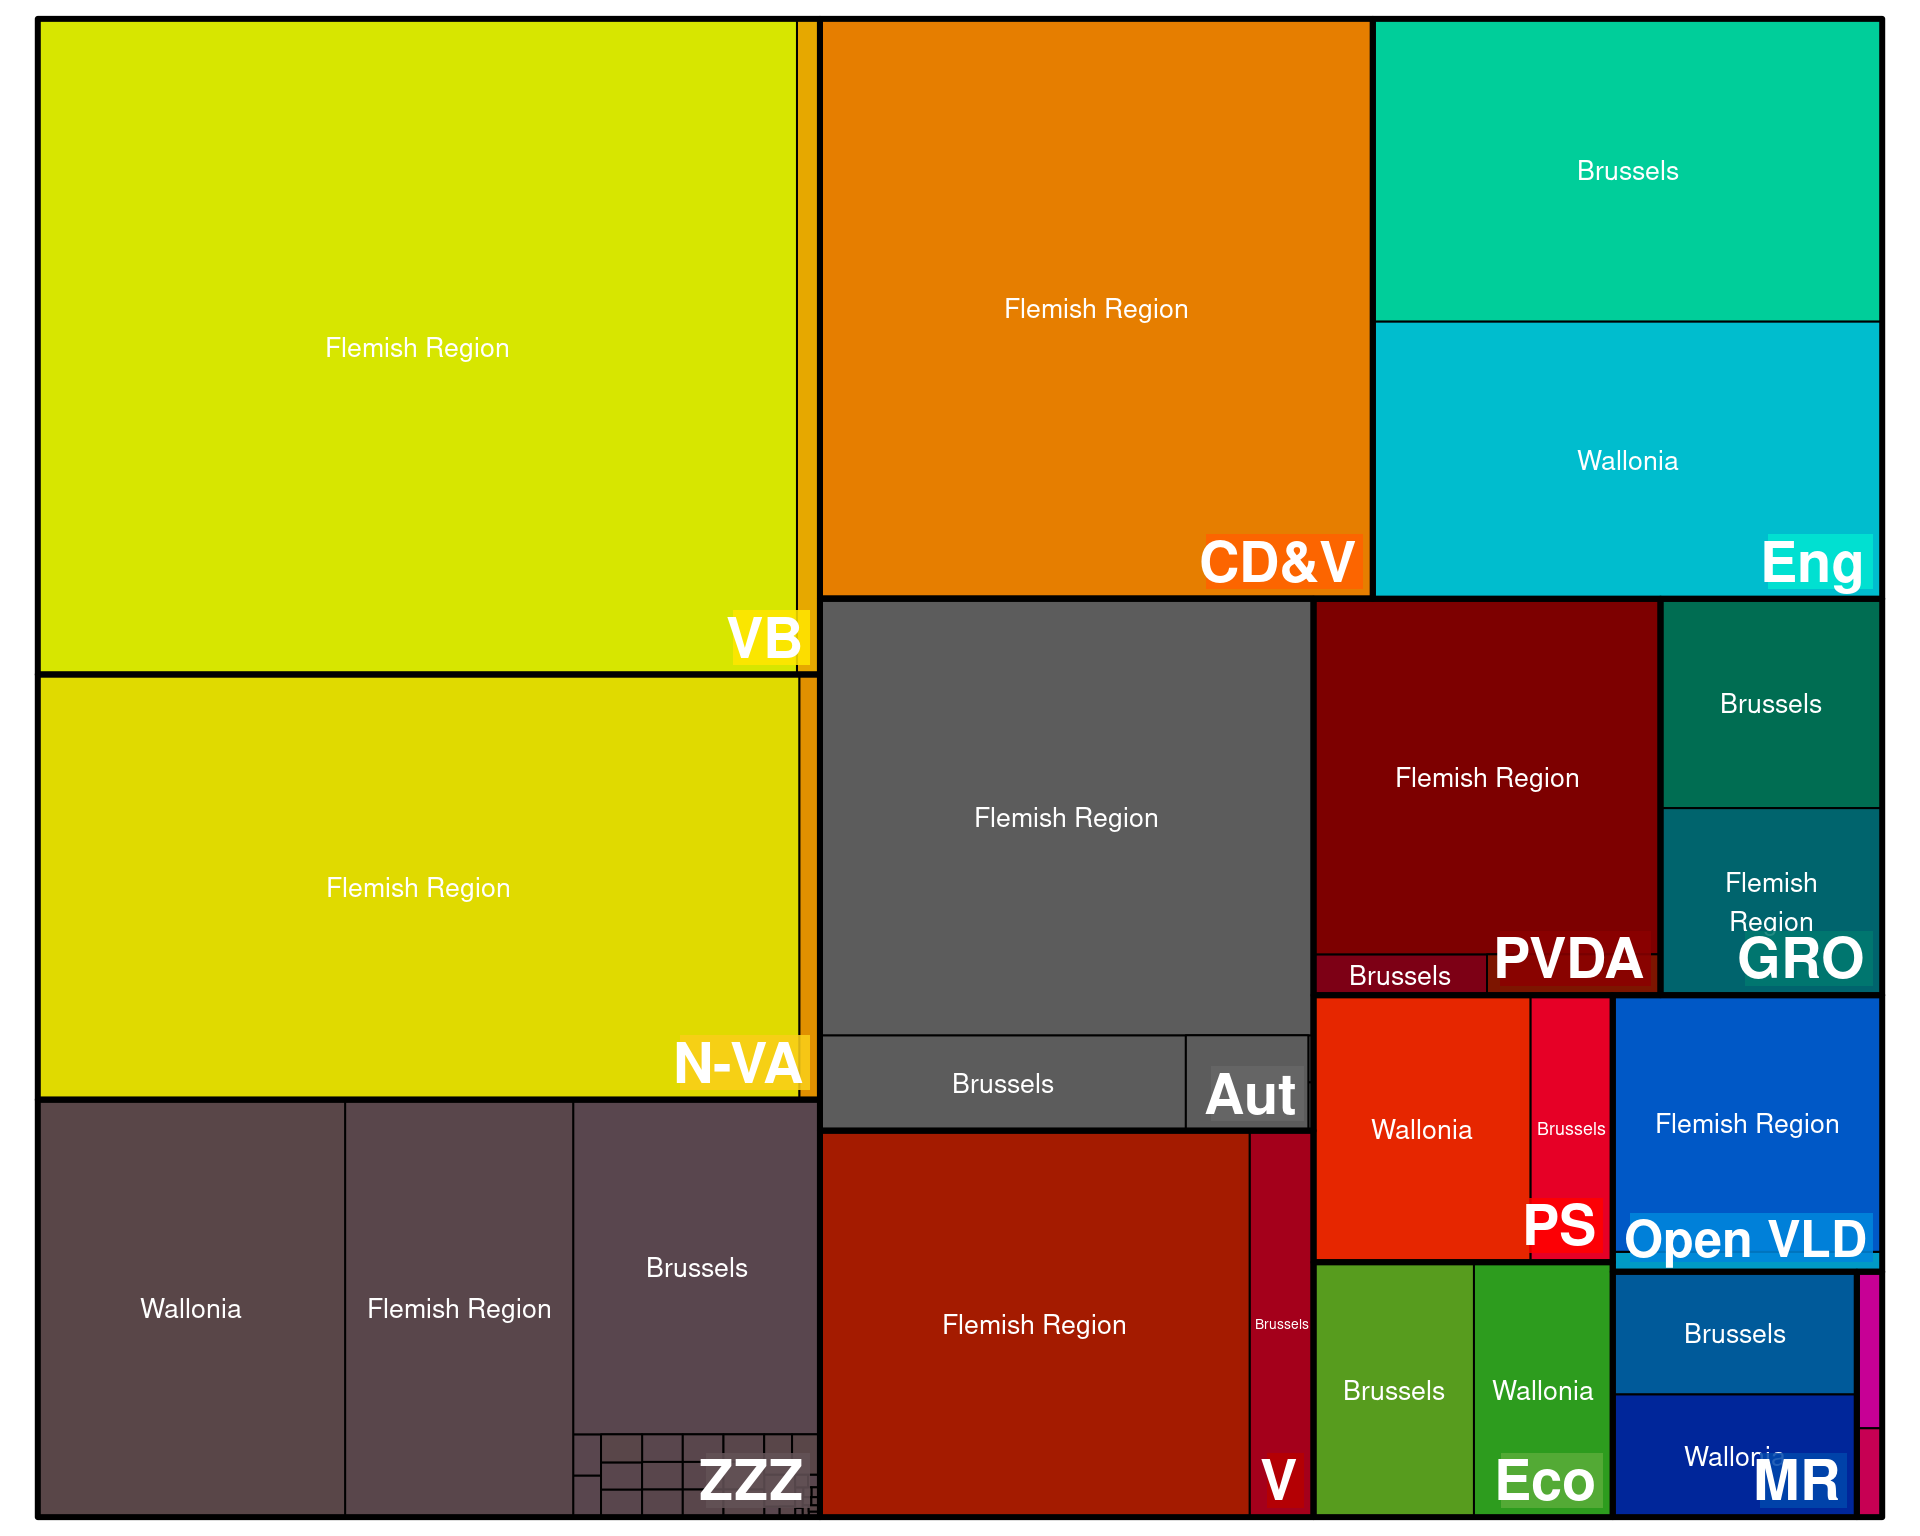 Flemish Region
VB
Flemish Region
CD&V
Brussels
Wallonia
Eng
Flemish Region
N-VA
Flemish Region
Brussels
Aut
Flemish Region
Brussels
PVDA
Brussels
Flemish
Region
GRO
Wallonia
Flemish Region
Brussels
ZZZ
Flemish Region
Brussels
V
Wallonia
Brussels
PS
Flemish Region
Open VLD
Brussels
Wallonia
Eco
Brussels
Wallonia
MR